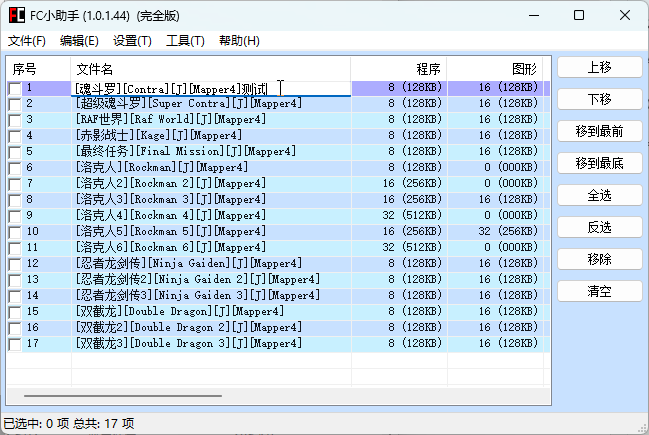 FC小助手 (1.0.1.44) (完全版)
文件(F) 编辑(E) 设置(T) 工具(T) 帮助(H)
序号 文件名 程序 图形
1 [魂斗罗][Contra][J][Mapper4]测试 8 (128KB) 16 (128KB)
2 [超级魂斗罗][Super Contra][J][Mapper4] 8 (128KB) 16 (128KB)
3 [RAF世界][Raf World][J][Mapper4] 8 (128KB) 16 (128KB)
4 [赤影战士][Kage][J][Mapper4] 8 (128KB) 16 (128KB)
5 [最终任务][Final Mission][J][Mapper4] 8 (128KB) 16 (128KB)
6 [洛克人][Rockman][J][Mapper4] 8 (128KB) 0 (000KB)
7 [洛克人2][Rockman 2][J][Mapper4] 16 (256KB) 0 (000KB)
8 [洛克人3][Rockman 3][J][Mapper4] 16 (256KB) 16 (128KB)
9 [洛克人4][Rockman 4][J][Mapper4] 32 (512KB) 0 (000KB)
10 [洛克人5][Rockman 5][J][Mapper4] 16 (256KB) 32 (256KB)
11 [洛克人6][Rockman 6][J][Mapper4] 32 (512KB) 0 (000KB)
12 [忍者龙剑传][Ninja Gaiden][J][Mapper4] 8 (128KB) 16 (128KB)
13 [忍者龙剑传2][Ninja Gaiden 2][J][Mapper4] 8 (128KB) 16 (128KB)
14 [忍者龙剑传3][Ninja Gaiden 3][J][Mapper4] 8 (128KB) 16 (128KB)
15 [双截龙][Double Dragon][J][Mapper4] 8 (128KB) 16 (128KB)
16 [双截龙2][Double Dragon 2][J][Mapper4] 8 (128KB) 16 (128KB)
17 [双截龙3][Double Dragon 3][J][Mapper4] 8 (128KB) 16 (128KB)
上移
下移
移到最前
移到最底
全选
反选
移除
清空
已选中: 0 项 总共: 17 项